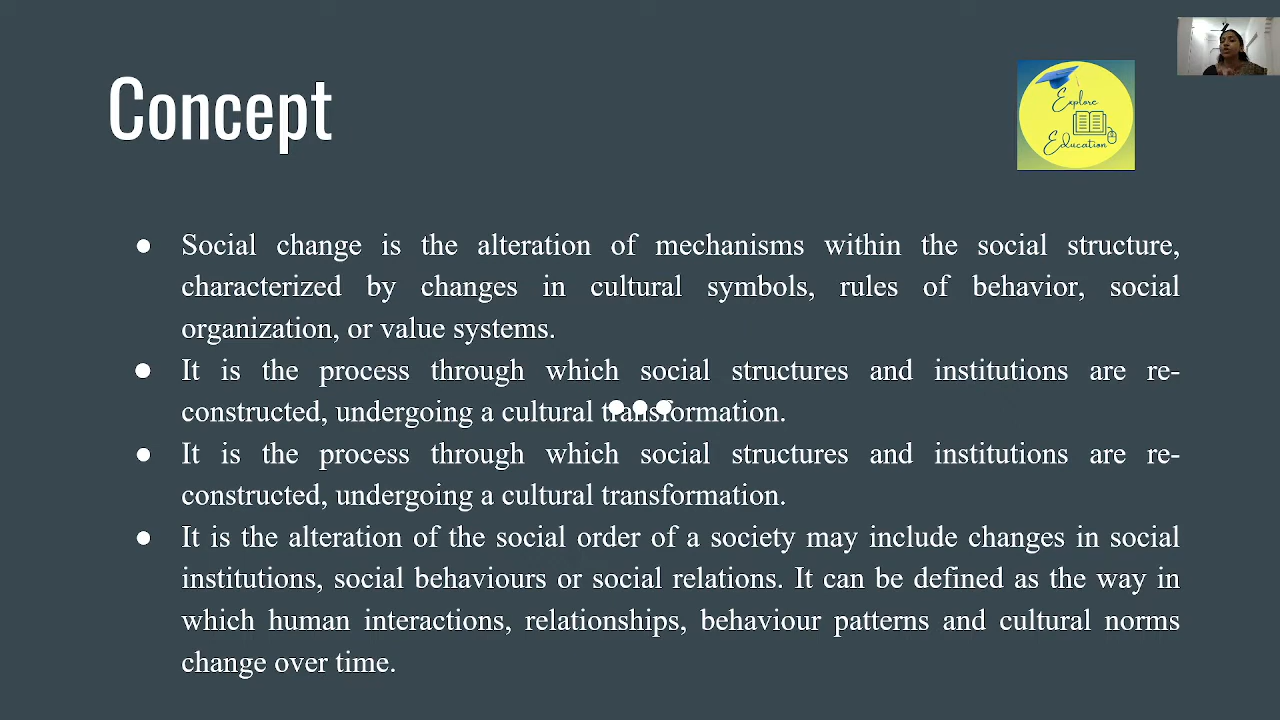 Concept
Explore
Education
● Social change is the alteration of mechanisms within the social structure,
characterized by changes in cultural symbols, rules of behavior, social
organization, or value systems.
● It is the process through which social structures and institutions are re-
constructed, undergoing a cultural transformation.
● It is the process through which social structures and institutions are re-
constructed, undergoing a cultural transformation.
● It is the alteration of the social order of a society may include changes in social
institutions, social behaviours or social relations. It can be defined as the way in
which human interactions, relationships, behaviour patterns and cultural norms
change over time.